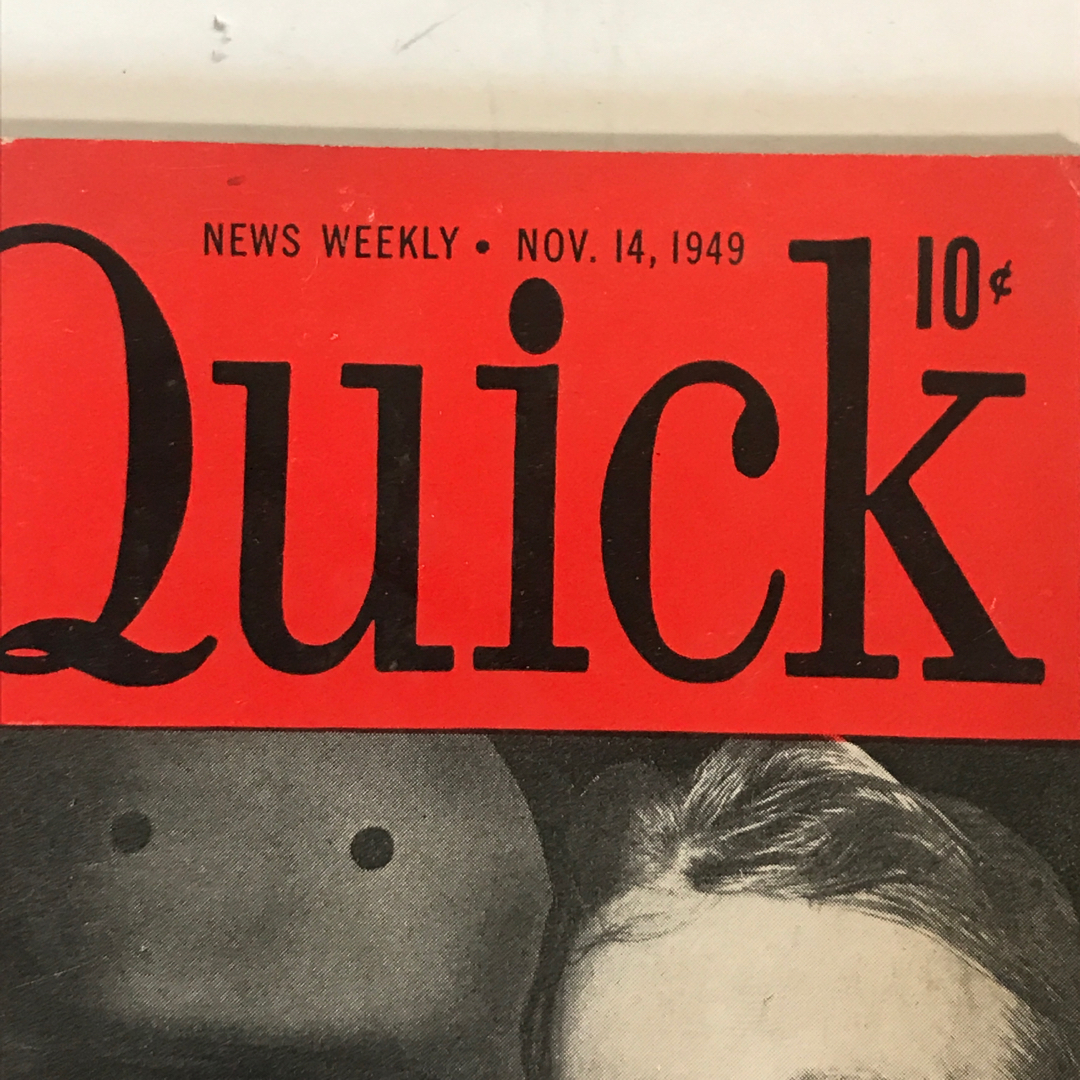 NEWS WEEKLY • NOV. 14, 1949
10¢
Quick